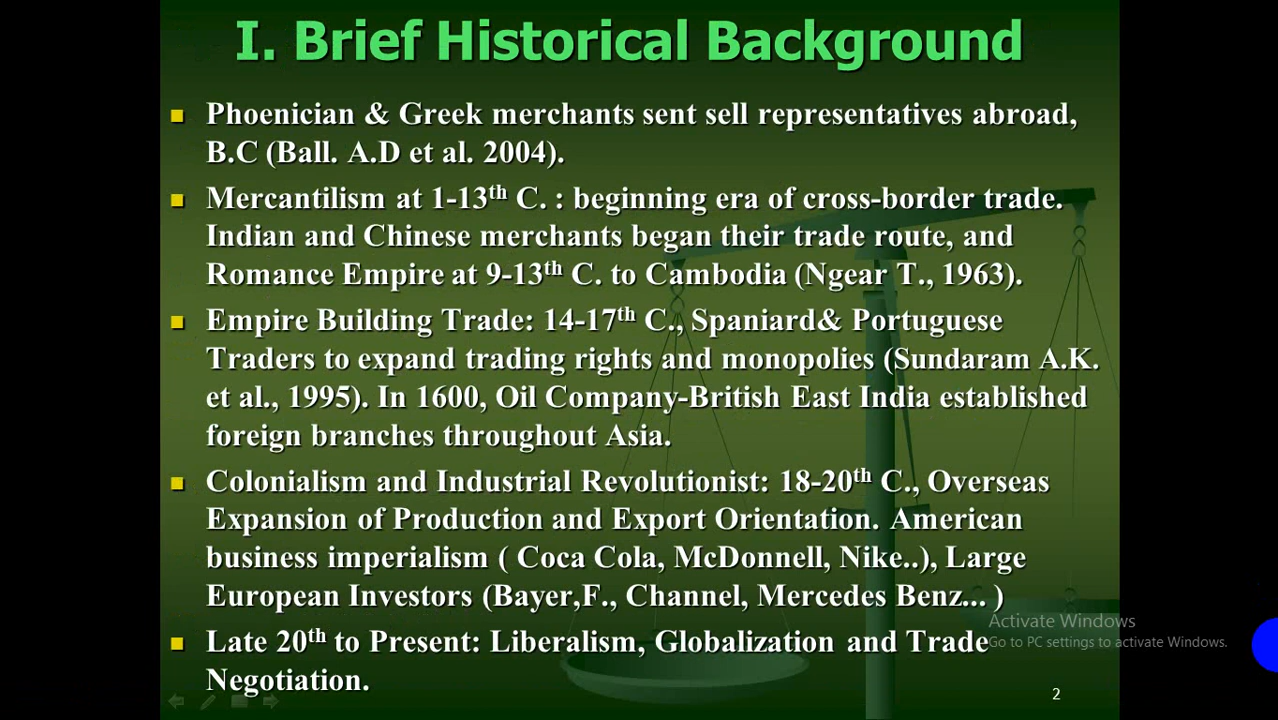 I. Brief Historical Background
Phoenician & Greek merchants sent sell representatives abroad,
B.C (Ball. A.D et al. 2004).
Mercantilism at 1-13th C. : beginning era of cross-border trade.
Indian and Chinese merchants began their trade route, and
Romance Empire at 9-13th C. to Cambodia (Ngear T., 1963).
Empire Building Trade: 14-17th C., Spaniard& Portuguese
Traders to expand trading rights and monopolies (Sundaram A.K.
et al., 1995). In 1600, Oil Company-British East India established
foreign branches throughout Asia.
Colonialism and Industrial Revolutionist: 18-20th C., Overseas
Expansion of Production and Export Orientation. American
business imperialism ( Coca Cola, McDonnell, Nike..), Large
European Investors (Bayer,F., Channel, Mercedes Benz... )
Late 20th to Present: Liberalism, Globalization and Trade
Negotiation.
Activate Windows
Go to PC settings to activate Windows.
2